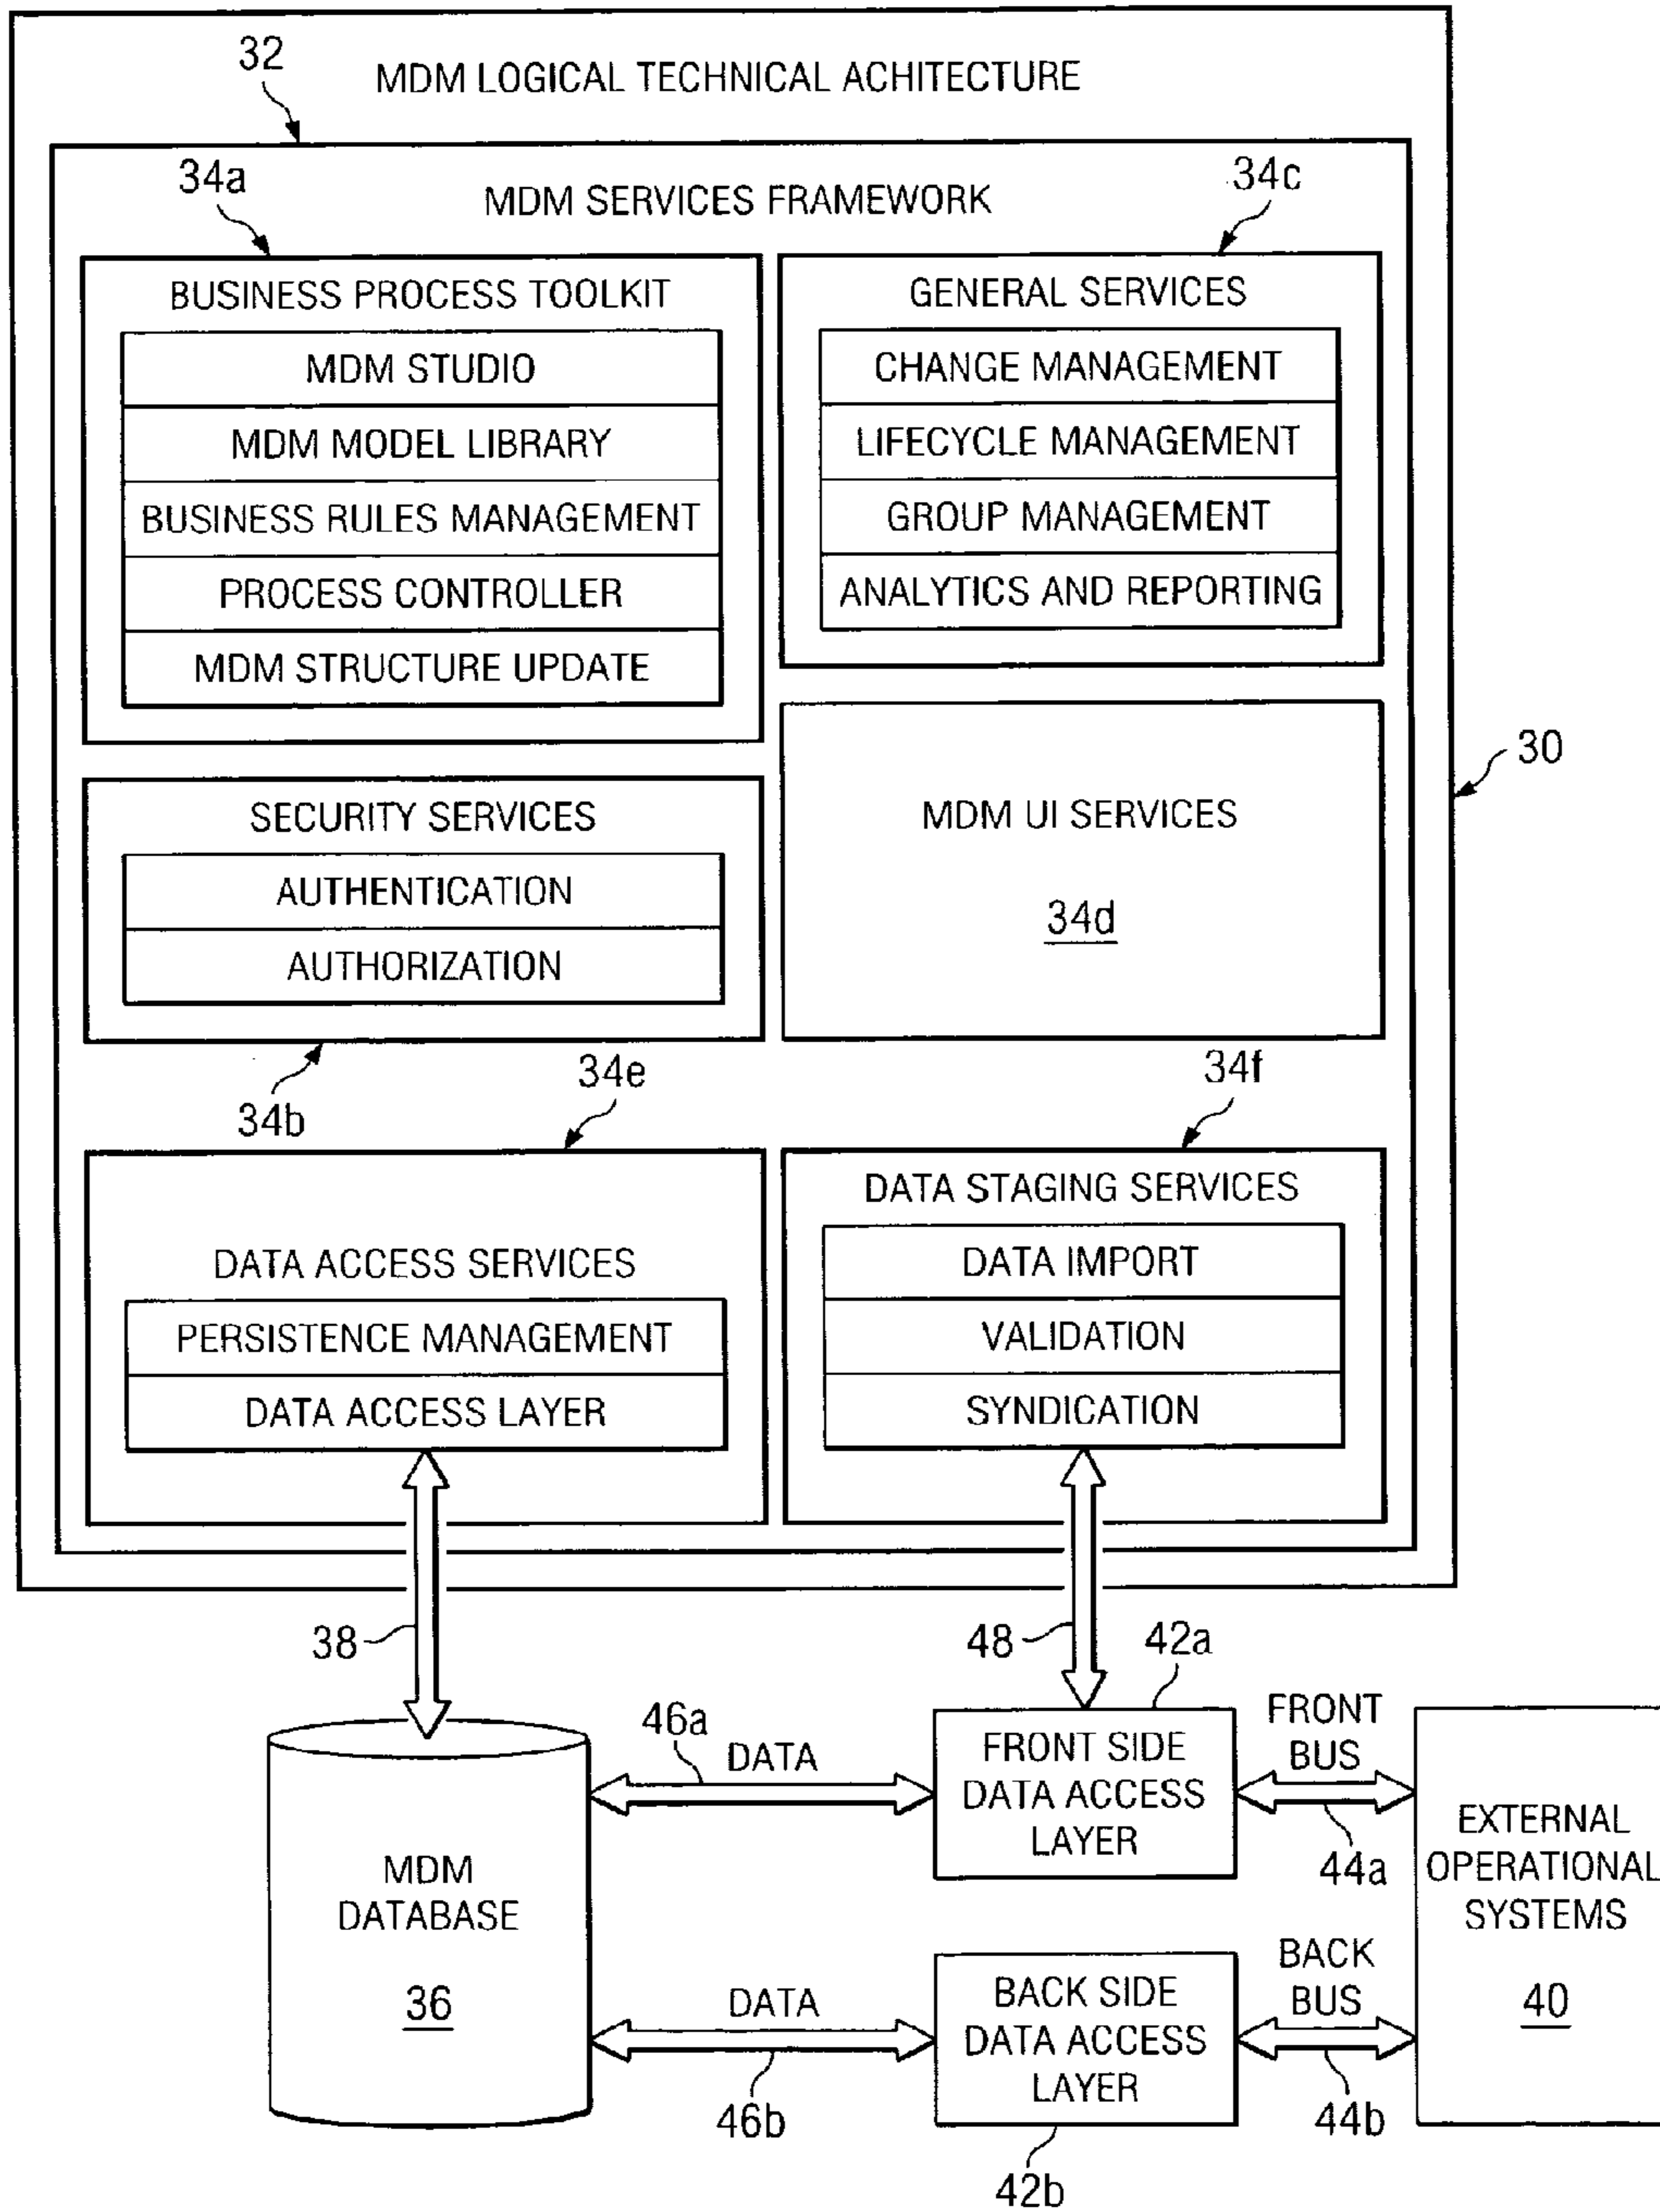 MDM LOGICAL TECHNICAL ACHITECTURE
32
MDM SERVICES FRAMEWORK
34a
34c
BUSINESS PROCESS TOOLKIT
MDM STUDIO
MDM MODEL LIBRARY
BUSINESS RULES MANAGEMENT
PROCESS CONTROLLER
MDM STRUCTURE UPDATE
GENERAL SERVICES
CHANGE MANAGEMENT
LIFECYCLE MANAGEMENT
GROUP MANAGEMENT
ANALYTICS AND REPORTING
30
SECURITY SERVICES
AUTHENTICATION
AUTHORIZATION
34b
MDM UI SERVICES
34d
34e
34f
DATA ACCESS SERVICES
PERSISTENCE MANAGEMENT
DATA ACCESS LAYER
DATA STAGING SERVICES
DATA IMPORT
VALIDATION
SYNDICATION
38
48
42a
46a
DATA
FRONT SIDE
DATA ACCESS
LAYER
FRONT
BUS
44a
MDM
DATABASE
36
EXTERNAL
OPERATIONAL
SYSTEMS
40
DATA
46b
BACK SIDE
DATA ACCESS
LAYER
42b
BACK
BUS
44b